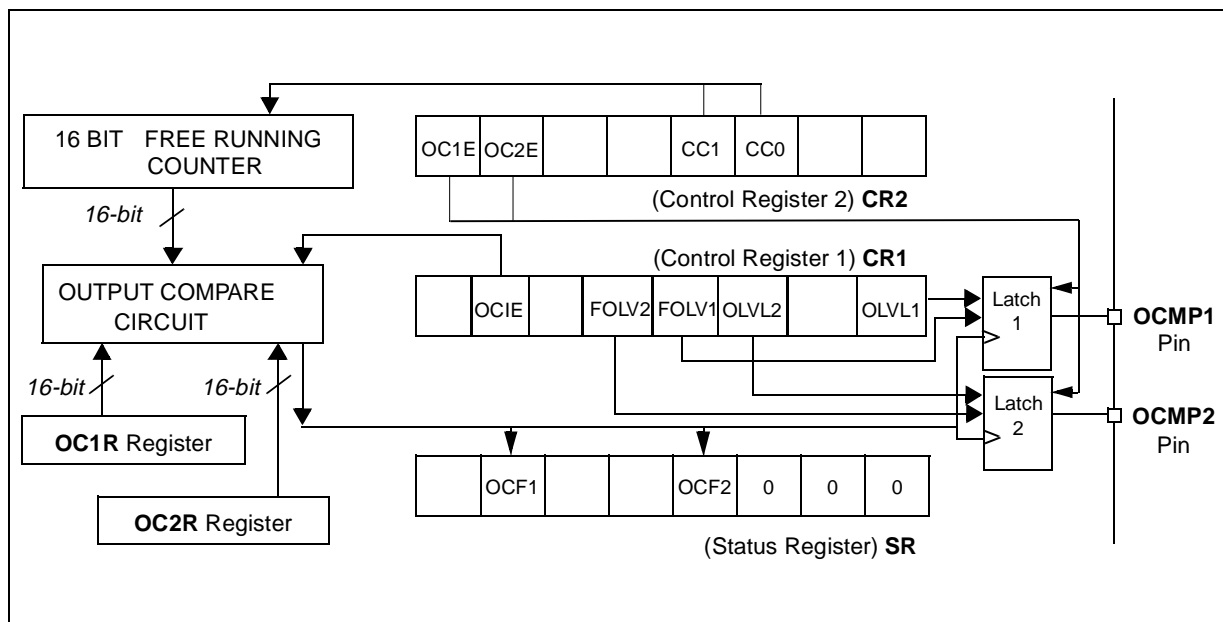 16 BIT FREE RUNNING
COUNTER
OC1E OC2E CC1 CC0
(Control Register 2) CR2
16-bit
(Control Register 1) CR1
OUTPUT COMPARE
CIRCUIT
OCIE FOLV2 FOLV1 OLVL2 OLVL1
Latch
1
OCMP1
Pin
16-bit 16-bit
Latch
2
OCMP2
Pin
OC1R Register
OCF1 OCF2 0 0 0
OC2R Register
(Status Register) SR